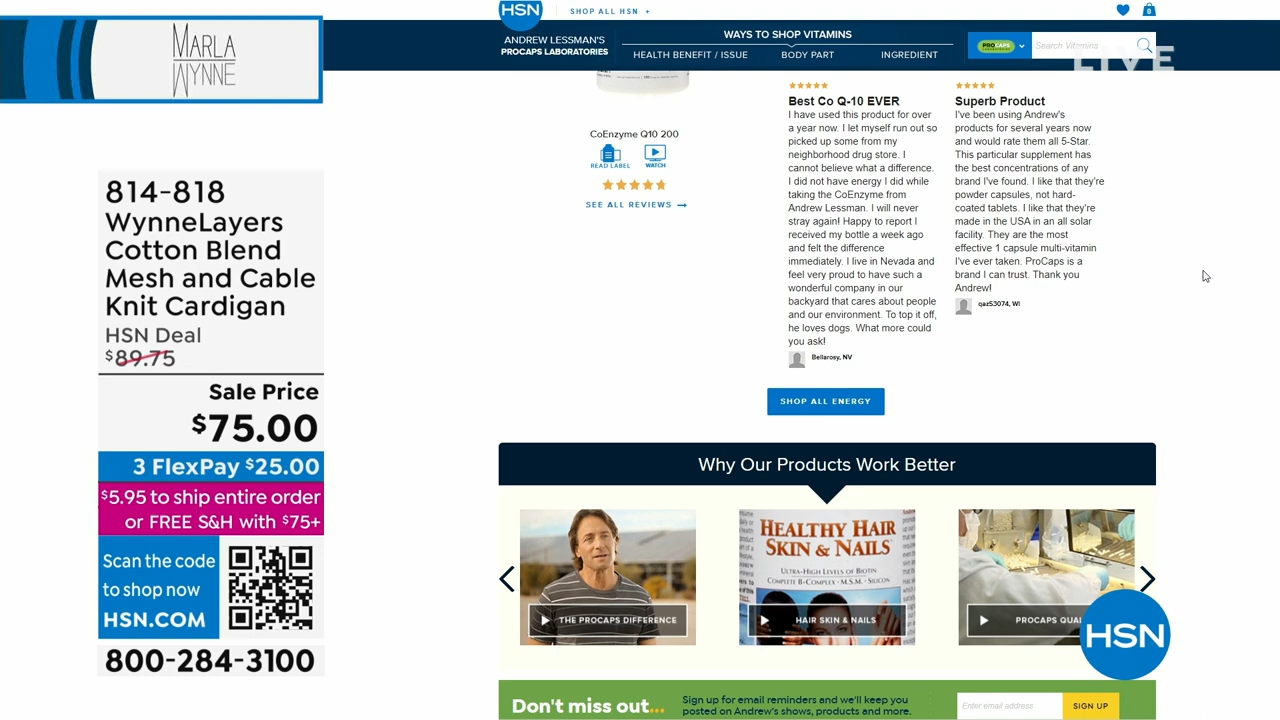 MARLA
WYNNE
814-818
WynneLayers
Cotton Blend
Mesh and Cable
Knit Cardigan
HSN Deal
$89.75
Sale Price
$75.00
3 FlexPay $25.00
$5.95 to ship entire order
or FREE S&H with $75+
Scan the code
to shop now
HSN.COM
800-284-3100
HSN
SHOP ALL HSN +
0
ANDREW LESSMAN'S
PROCAPS LABORATORIES
WAYS TO SHOP VITAMINS
HEALTH BENEFIT / ISSUE
BODY PART
INGREDIENT
PROCAPS
Search Vitamins
LIVE
CoEnzyme Q10 200
READ LABEL
WATCH
SEE ALL REVIEWS
Best Co Q-10 EVER
I have used this product for over
a year now. I let myself run out so
picked up some from my
neighborhood drug store. I
cannot believe what a difference.
I did not have energy I did while
taking the CoEnzyme from
Andrew Lessman. I will never
stray again! Happy to report I
received my bottle a week ago
and felt the difference
immediately. I live in Nevada and
feel very proud to have such a
wonderful company in our
backyard that cares about people
and our environment. To top it off,
he loves dogs. What more could
you ask!
Bellarosy, NV
Superb Product
I've been using Andrew's
products for several years now
and would rate them all 5-Star.
This particular supplement has
the best concentrations of any
brand I've found. I like that they're
powder capsules, not hard-
coated tablets. I like that they're
made in the USA in an all solar
facility. They are the most
effective 1 capsule multi-vitamin
I've ever taken. ProCaps is a
brand I can trust. Thank you
Andrew!
qaz53074, WI
SHOP ALL ENERGY
Why Our Products Work Better
THE PROCAPS DIFFERENCE
HEALTHY HAIR
SKIN & NAILS
ULTRA-HIGH LEVELS OF BIOTIN
COMPLETE B-COMPLEX · M.S.M. · SILICON
HAIR SKIN & NAILS
PROCAPS QUAL
HSN
Don't miss out...
Sign up for email reminders and we'll keep you
posted on Andrew's shows, products and more.
Enter email address
SIGN UP